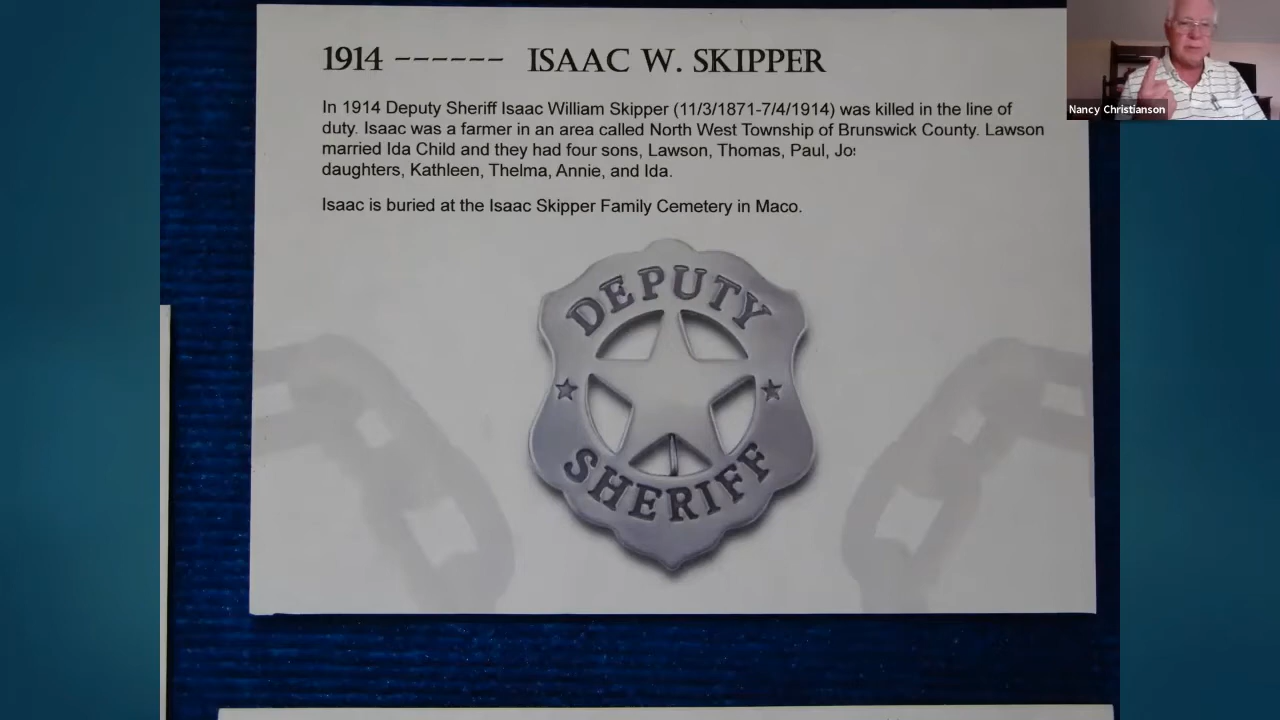 1914 ------ ISAAC W. SKIPPER
Nancy Christianson
In 1914 Deputy Sheriff Isaac William Skipper (11/3/1871-7/4/1914) was killed in the line of
duty. Isaac was a farmer in an area called North West Township of Brunswick County. Lawson
married Ida Child and they had four sons, Lawson, Thomas, Paul,
daughters, Kathleen, Thelma, Annie, and Ida.
Isaac is buried at the Isaac Skipper Family Cemetery in Maco.
DEPUTY
SHERIFF